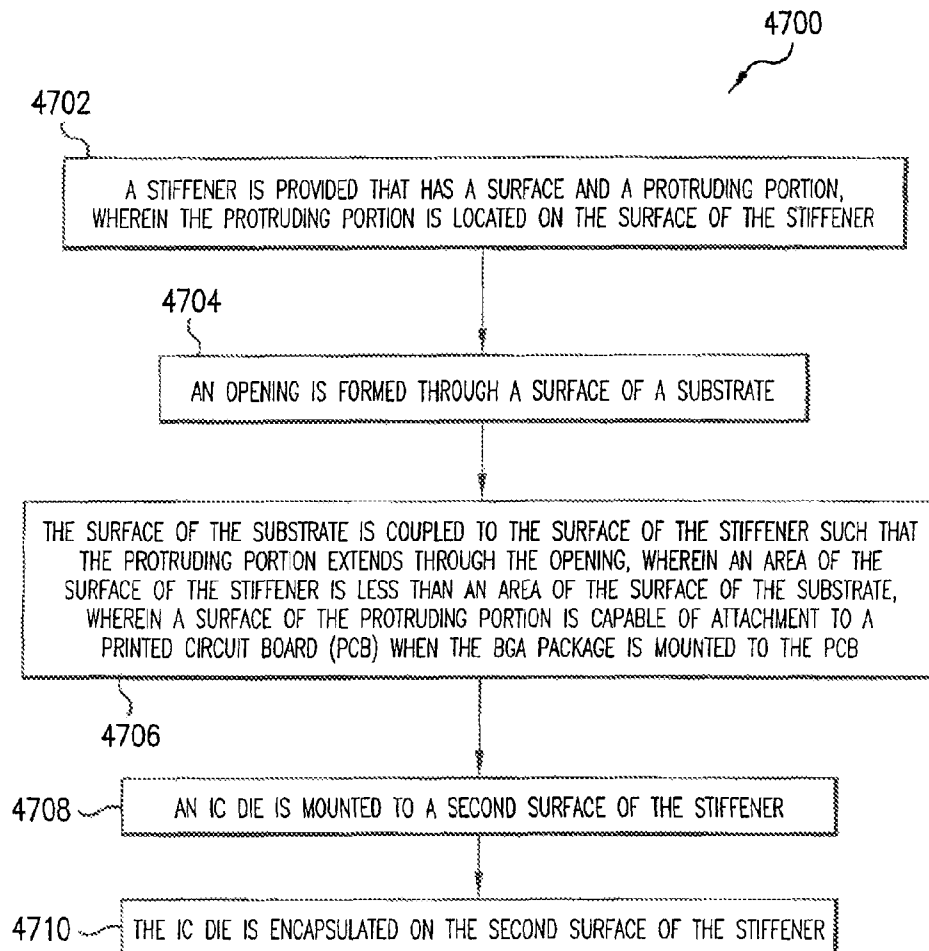 4700
4702
A STIFFENER IS PROVIDED THAT HAS A SURFACE AND A PROTRUDING PORTION,
WHEREIN THE PROTRUDING PORTION IS LOCATED ON THE SURFACE OF THE STIFFENER
4704
AN OPENING IS FORMED THROUGH A SURFACE OF A SUBSTRATE
THE SURFACE OF THE SUBSTRATE IS COUPLED TO THE SURFACE OF THE STIFFENER SUCH THAT
THE PROTRUDING PORTION EXTENDS THROUGH THE OPENING, WHEREIN AN AREA OF THE
SURFACE OF THE STIFFENER IS LESS THAN AN AREA OF THE SURFACE OF THE SUBSTRATE,
WHEREIN A SURFACE OF THE PROTRUDING PORTION IS CAPABLE OF ATTACHMENT TO A
PRINTED CIRCUIT BOARD (PCB) WHEN THE BGA PACKAGE IS MOUNTED TO THE PCB
4706
4708
AN IC DIE IS MOUNTED TO A SECOND SURFACE OF THE STIFFENER
4710
THE IC DIE IS ENCAPSULATED ON THE SECOND SURFACE OF THE STIFFENER